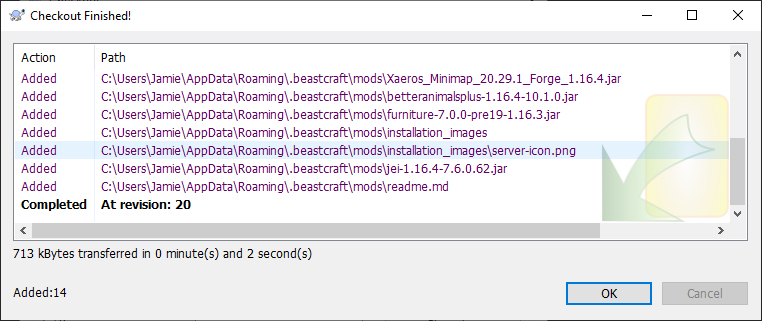 Checkout Finished!
Action Path
Added C:\Users\Jamie\AppData\Roaming\.beastcraft\mods\Xaeros_Minimap_20.29.1_Forge_1.16.4.jar
Added C:\Users\Jamie\AppData\Roaming\.beastcraft\mods\betteranimalsplus-1.16.4-10.1.0.jar
Added C:\Users\Jamie\AppData\Roaming\.beastcraft\mods\furniture-7.0.0-pre19-1.16.3.jar
Added C:\Users\Jamie\AppData\Roaming\.beastcraft\mods\installation_images
Added C:\Users\Jamie\AppData\Roaming\.beastcraft\mods\installation_images\server-icon.png
Added C:\Users\Jamie\AppData\Roaming\.beastcraft\mods\jei-1.16.4-7.6.0.62.jar
Added C:\Users\Jamie\AppData\Roaming\.beastcraft\mods\readme.md
Completed At revision: 20
713 kBytes transferred in 0 minute(s) and 2 second(s)
Added:14
OK Cancel